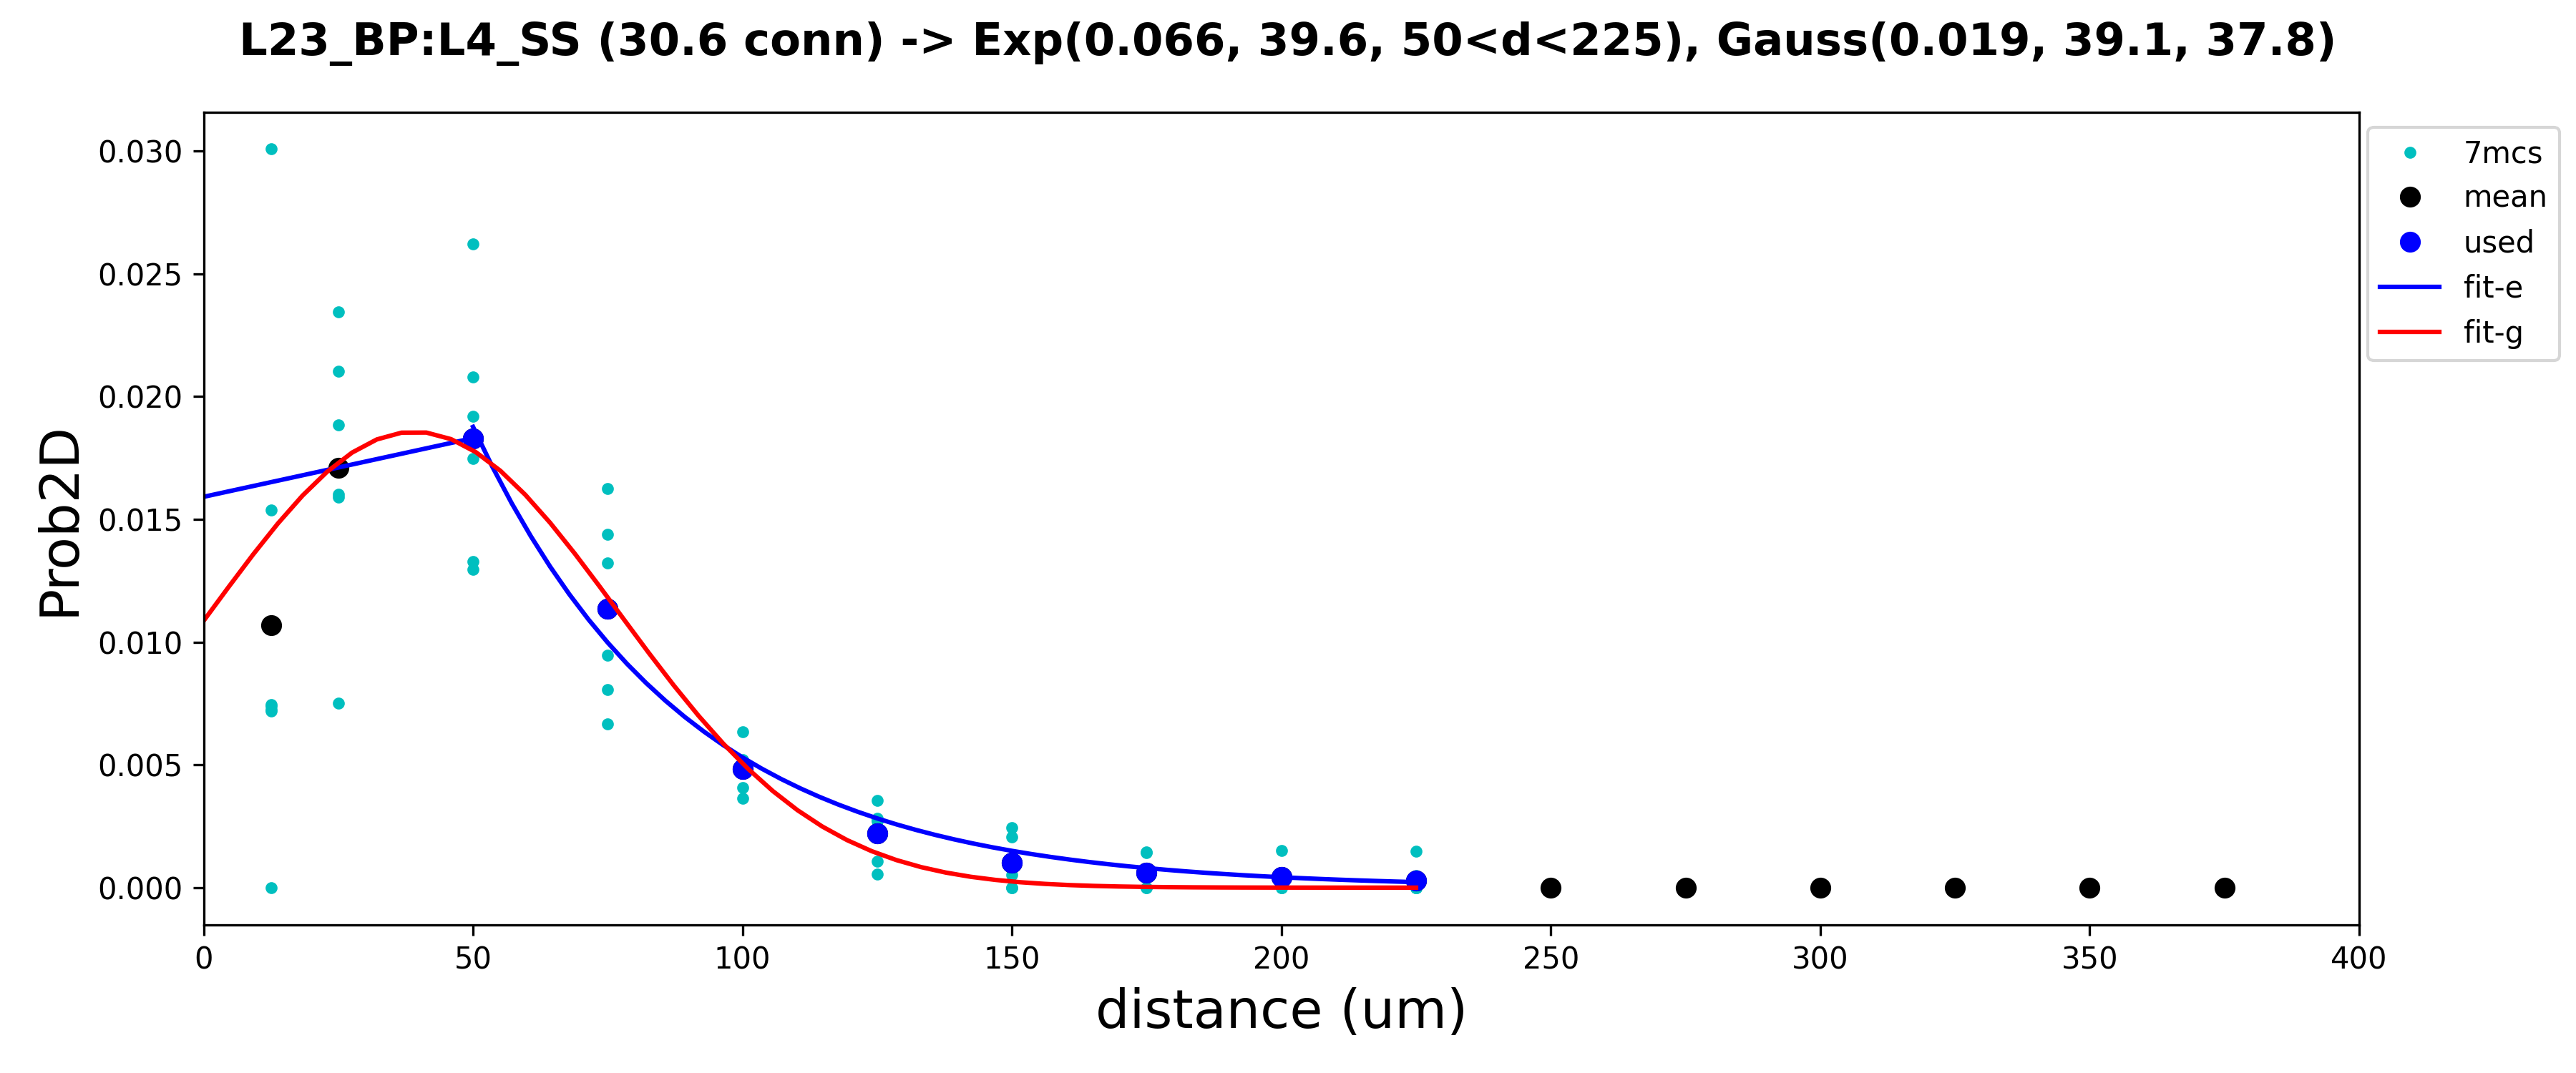 L23_BP:L4_SS (30.6 conn) -> Exp(0.066, 39.6, 50<d<225), Gauss(0.019, 39.1, 37.8)
0.030
0.025
0.020
0.015
0.010
0.005
0.000
Prob2D
0 50 100 150 200 250 300 350 400
distance (um)
7mcs
mean
used
fit-e
fit-g